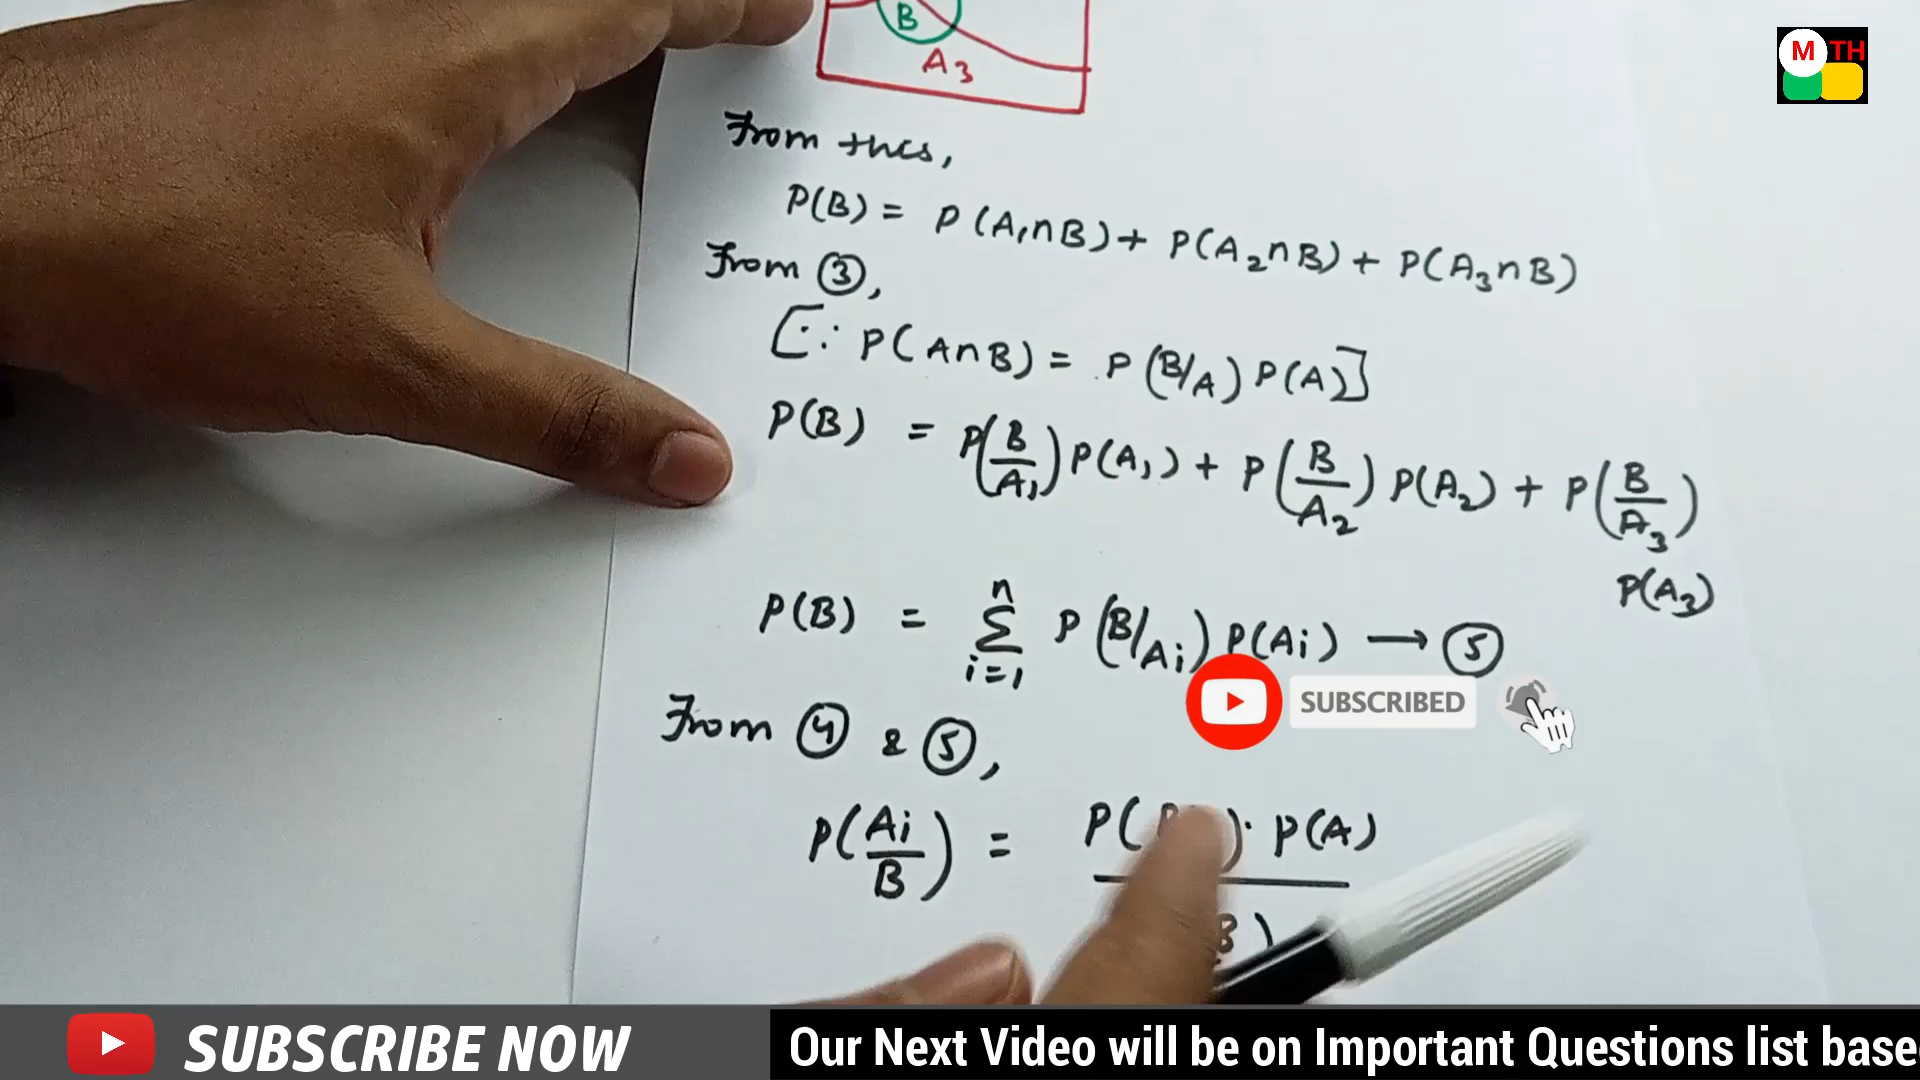 B
A3
From this,
P(B) = P(A1∩B) + P(A2∩B) + P(A3∩B)
From ③,
[∵ P(A∩B) = P(B/A) P(A)]
P(B) = P(B/A1) P(A1) + P(B/A2) P(A2) + P(B/A3)
P(A3)
P(B) = n∑i=1 P(B/Ai) P(Ai) → ⑤
SUBSCRIBED
From ④ & ⑤,
P(Ai/B) = P( ) · P(A)
B)
M TH
SUBSCRIBE NOW
Our Next Video will be on Important Questions list base